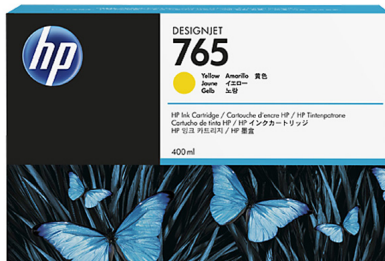 hp
DESIGNJET
765
Yellow Amarillo 黄色
Jaune イエロー
Gelb 노랑
HP Ink Cartridge / Cartouche d'encre HP / HP Tintenpatrone
Cartucho de tinta HP / HP インクカートリッジ
HP 잉크 카트리지 / HP 墨盒
400 ml